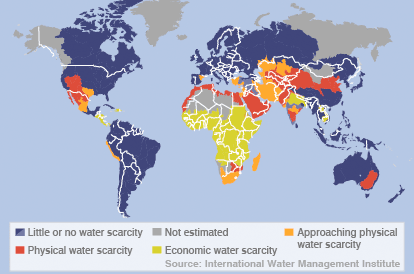 Little or no water scarcity
Not estimated
Approaching physical
water scarcity
Physical water scarcity
Economic water scarcity
Source: International Water Management Institute